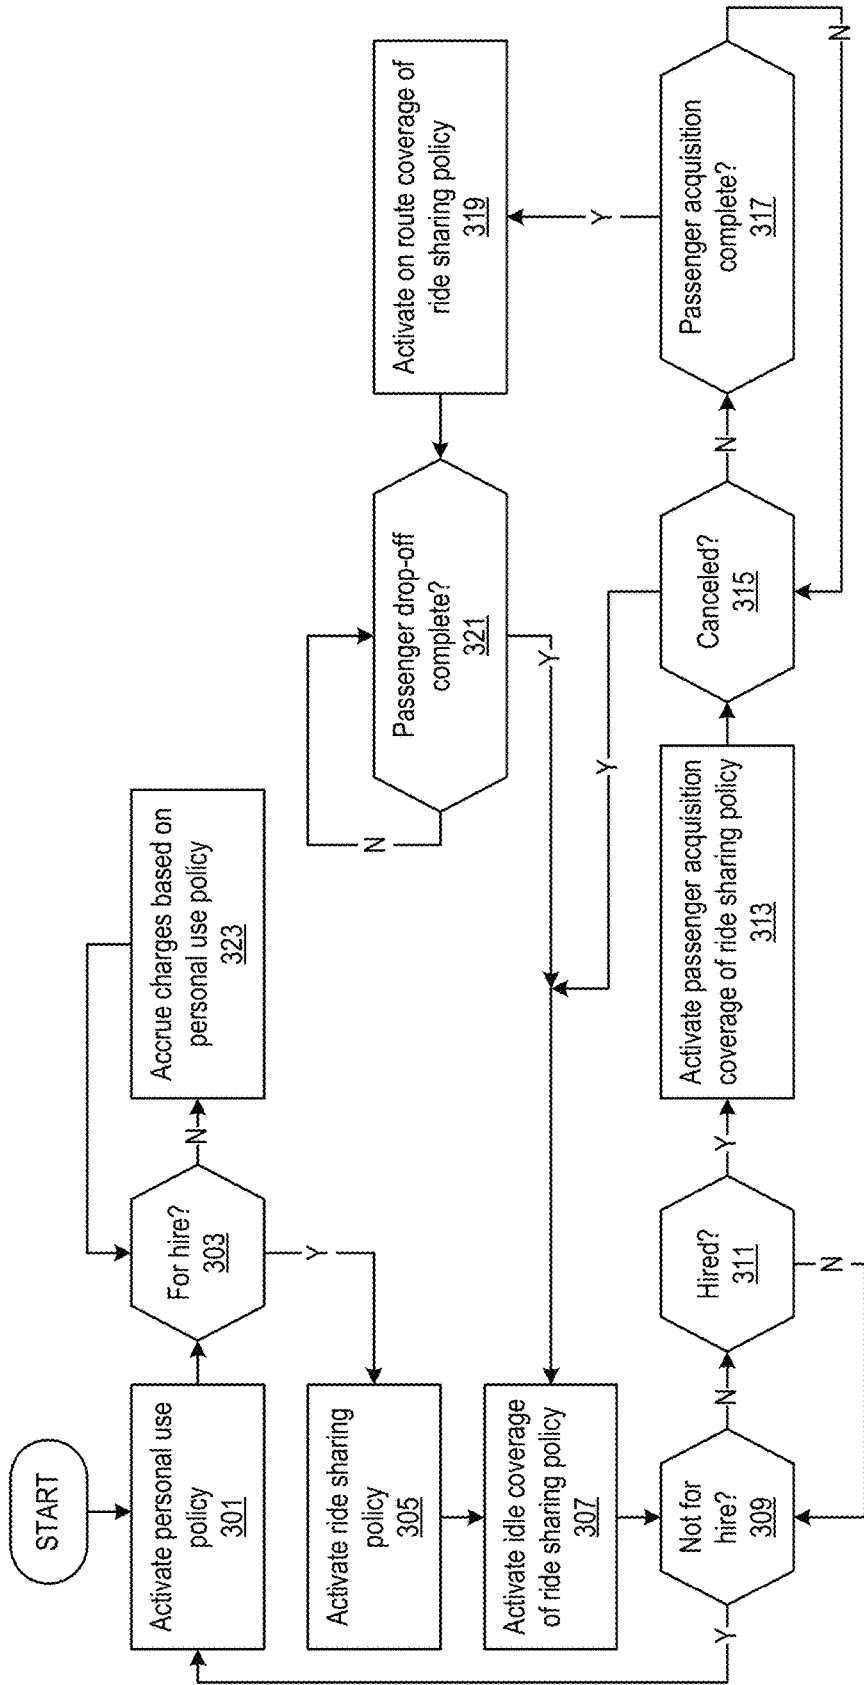 START
Activate personal use
policy
301
For hire?
303
N
Accrue charges based on
personal use policy
323
Y
Activate ride sharing
policy
305
Activate idle coverage
of ride sharing policy
307
Not for
hire?
309
Y
N
Hired?
311
N
Y
Activate passenger acquisition
coverage of ride sharing policy
313
Canceled?
315
Y
N
Passenger acquisition
complete?
317
N
Y
Activate on route coverage of
ride sharing policy
319
Passenger drop-off
complete?
321
N
Y